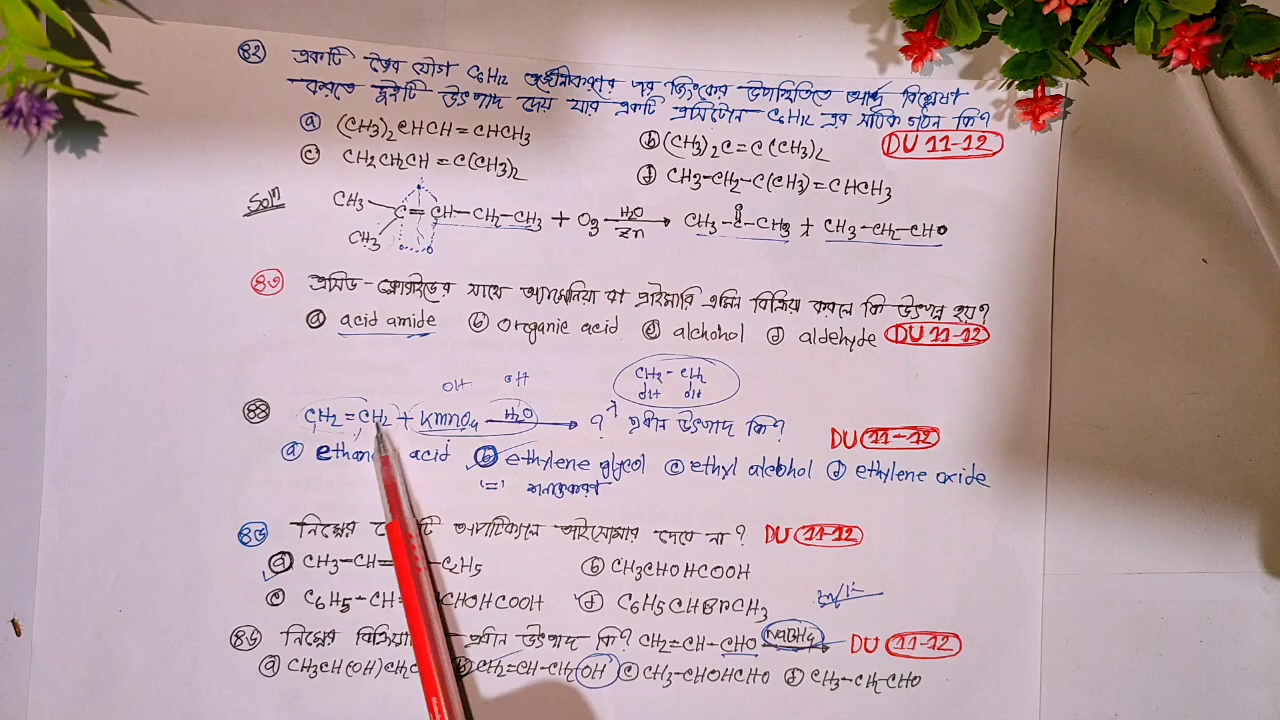 ৪২ একটি জৈব যৌগ C6H12 ওজোনীকরণের পর জিংকের উপস্থিতিতে আর্দ্র বিশ্লেষণ
করলে দুইটি উৎপাদ দেয় যার একটি এসিটোন C6H12 এর সঠিক গঠন কি?
ⓐ (CH3)2CHCH=CHCH3 ⓑ (CH3)2C=C(CH3)2 DU 11-12
ⓒ CH3CH2CH=C(CH3)2 ⓓ CH3-CH2-C(CH3)=CHCH3
Soln CH3 CH3 C=CH-CH2-CH3 + O3 H2O Zn → CH3-C-CH3 + CH3-CH2-CHO
O
৪৩ এসিড-ক্লোরাইডের সাথে অ্যামোনিয়া বা প্রাইমারি এমিন বিক্রিয়া করলে কি উৎপন্ন হয়?
ⓐ acid amide ⓑ Organic acid ⓒ alchohol ⓓ aldehyde DU 11-12
OH OH CH2-CH2
OH OH
৪৪ CH2=CH2 + KmnO4 H2O → ? প্রধান উৎপাদ কি? DU 11-12
ⓐ acid ⓑ ethylene glycol ⓒ ethyl alcohol ⓓ ethylene oxide
'=' শনাক্তকরণ
৪৫ নিম্নের আপটিক্যাল আইসোমার দেবে না? DU 11-12
ⓐ CH3-CH= -C2H5 ⓑ CH3CHOHCOOH
ⓒ C6H5-CH= CHOHCOOH ⓓ C6H5CHBrCH3
৪৬ নিম্নের বিক্রিয়া প্রধান উৎপাদ কি? CH2=CH-CHO NaBH4 → DU 11-12
ⓐ CH3CH(OH)CH2 ⓑ CH2=CH-CH2OH ⓒ CH3-CHOHCHO ⓓ CH3-CH2-CHO